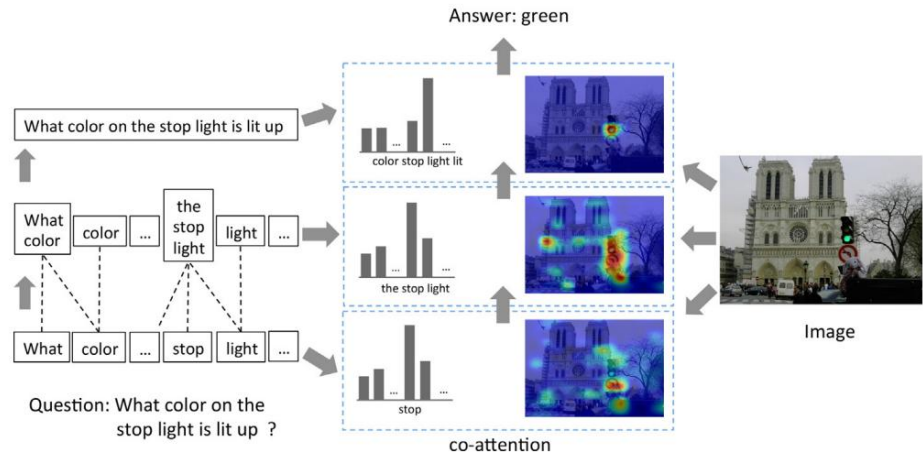 Answer: green
What color on the stop light is lit up
...
...
color stop light lit
What
color
color
...
the
stop
light
light
...
...
...
the stop light
What
color
...
stop
light
...
...
...
stop
Image
Question: What color on the
stop light is lit up ?
co-attention